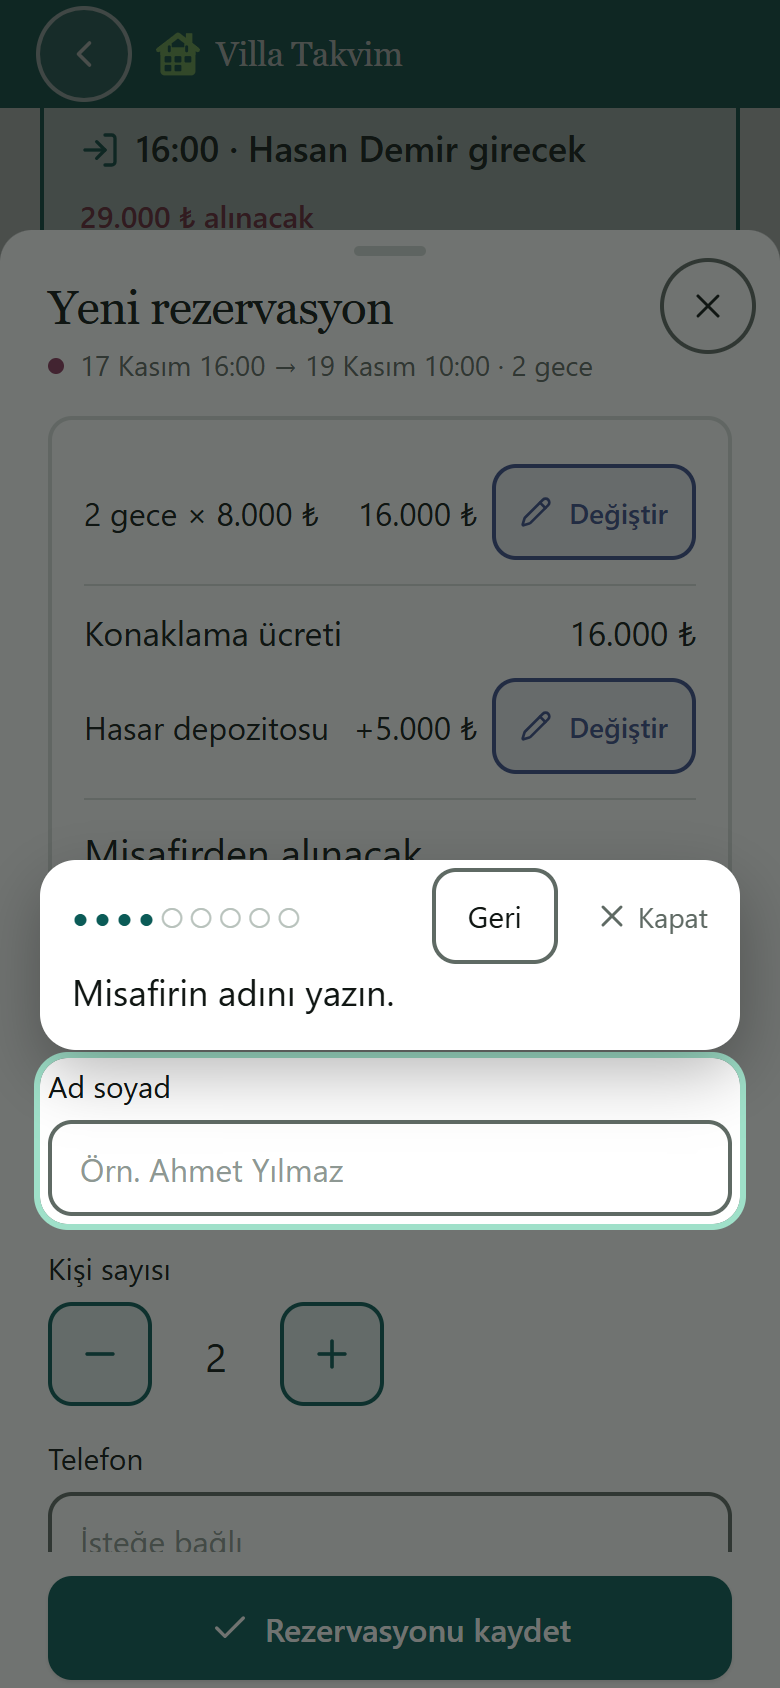 Villa Takvim
16:00 · Hasan Demir girecek
29.000 ₺ alınacak
Yeni rezervasyon
17 Kasım 16:00 → 19 Kasım 10:00 · 2 gece
2 gece × 8.000 ₺ 16.000 ₺ Değiştir
Konaklama ücreti 16.000 ₺
Hasar depozitosu +5.000 ₺ Değiştir
Misafirden alınacak
Geri Kapat
Misafirin adını yazın.
Ad soyad
Örn. Ahmet Yılmaz
Kişi sayısı
2
Telefon
İsteğe bağlı
Rezervasyonu kaydet